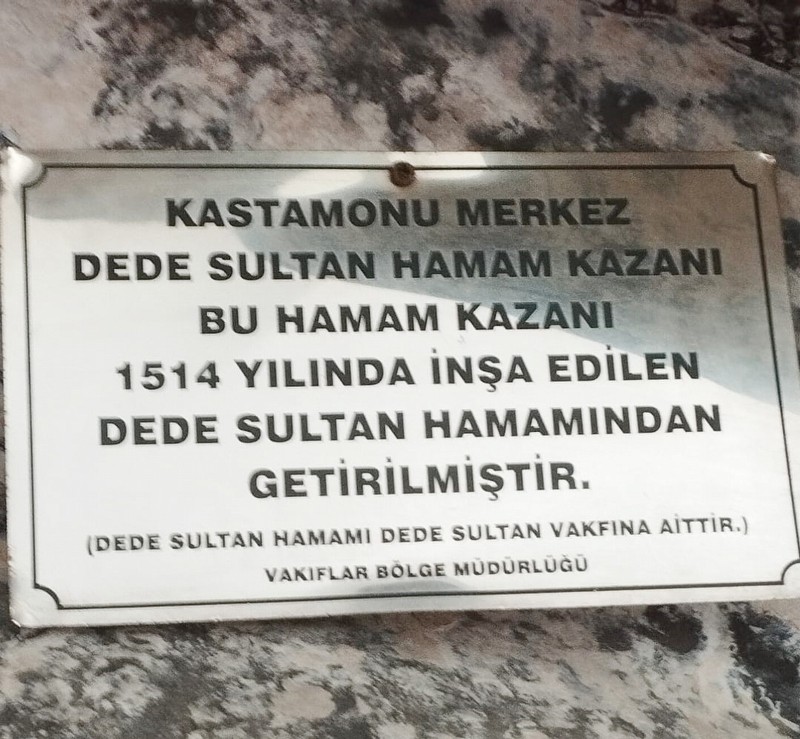 KASTAMONU MERKEZ
DEDE SULTAN HAMAM KAZANI
BU HAMAM KAZANI
1514 YILINDA İNŞA EDİLEN
DEDE SULTAN HAMAMINDAN
GETİRİLMİŞTİR.
(DEDE SULTAN HAMAMI DEDE SULTAN VAKFINA AİTTİR.)
VAKIFLAR BÖLGE MÜDÜRLÜĞÜ